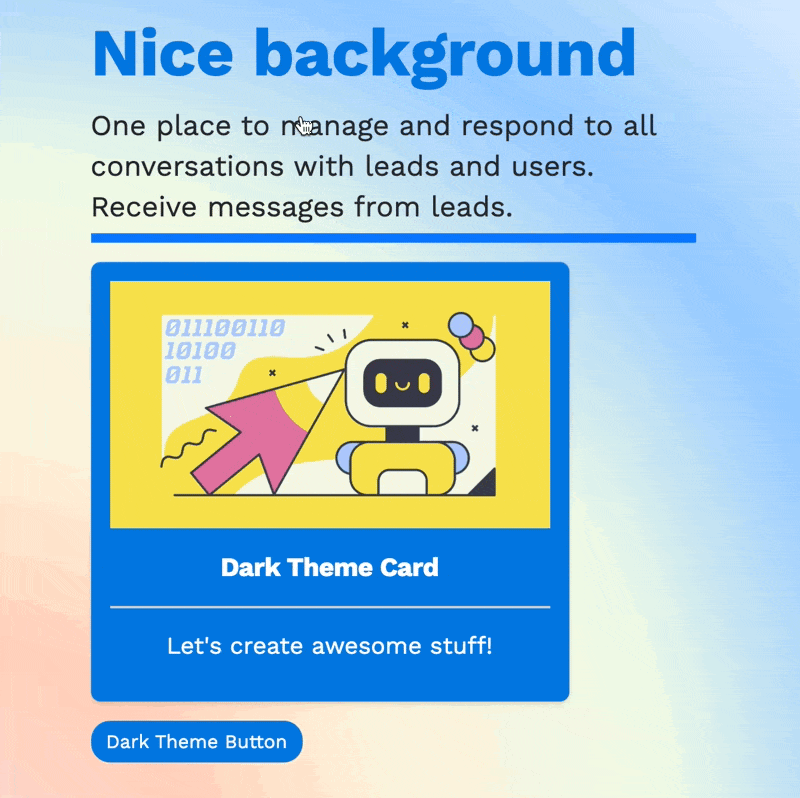 Nice background
One place to manage and respond to all
conversations with leads and users.
Receive messages from leads.
011100110
10100
011
Dark Theme Card
Let's create awesome stuff!
Dark Theme Button